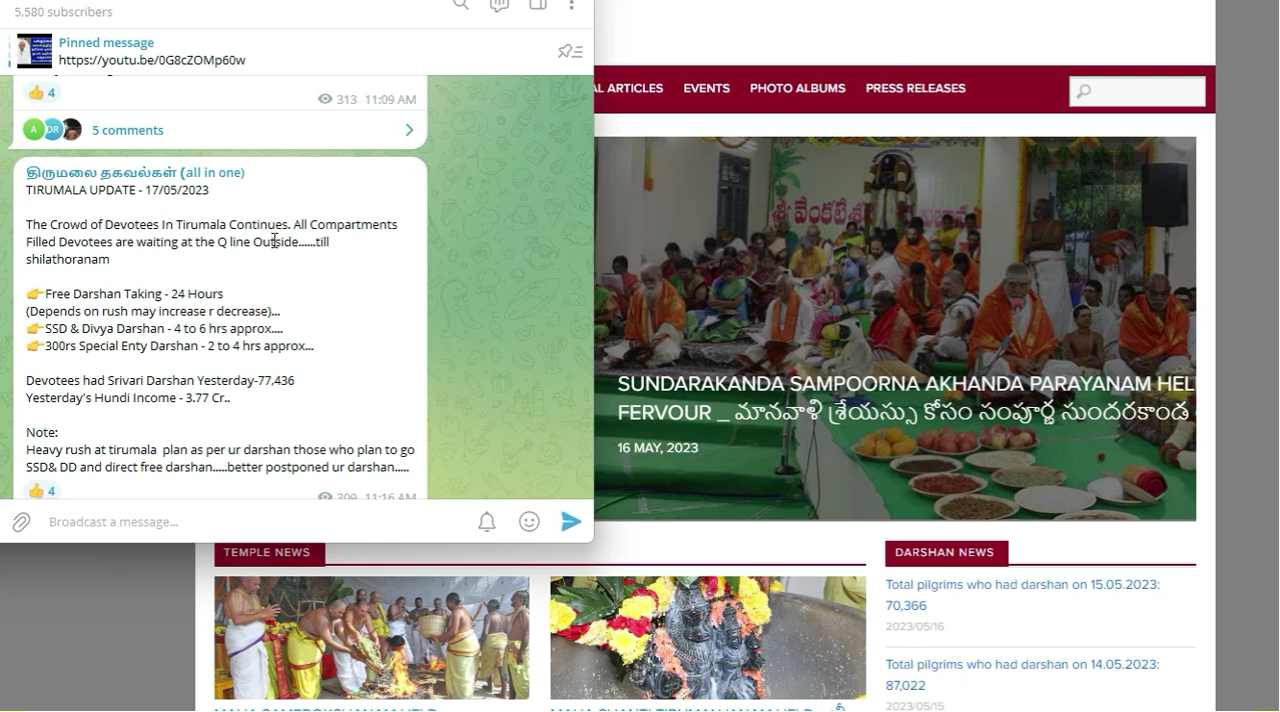 5,580 subscribers
Pinned message
https://youtu.be/0G8cZOMp60w
4
313 11:09 AM
A DR 5 comments
திருமலை தகவல்கள் (all in one)
TIRUMALA UPDATE - 17/05/2023
The Crowd of Devotees In Tirumala Continues. All Compartments
Filled Devotees are waiting at the Q line Outside......till
shilathoranam
👉Free Darshan Taking - 24 Hours
(Depends on rush may increase r decrease)...
👉SSD & Divya Darshan - 4 to 6 hrs approx....
👉300rs Special Enty Darshan - 2 to 4 hrs approx...
Devotees had Srivari Darshan Yesterday-77,436
Yesterday's Hundi Income - 3.77 Cr..
Note:
Heavy rush at tirumala plan as per ur darshan those who plan to go
SSD& DD and direct free darshan.....better postponed ur darshan.....
4
309 11:16 AM
Broadcast a message...
ARTICLES EVENTS PHOTO ALBUMS PRESS RELEASES
SUNDARAKANDA SAMPOORNA AKHANDA PARAYANAM HEL
FERVOUR _ మానవాళి శ్రేయస్సు కోసం సంపూర్ణ సుందరకాండ
16 MAY, 2023
TEMPLE NEWS
DARSHAN NEWS
Total pilgrims who had darshan on 15.05.2023:
70,366
2023/05/16
Total pilgrims who had darshan on 14.05.2023:
87,022
2023/05/15